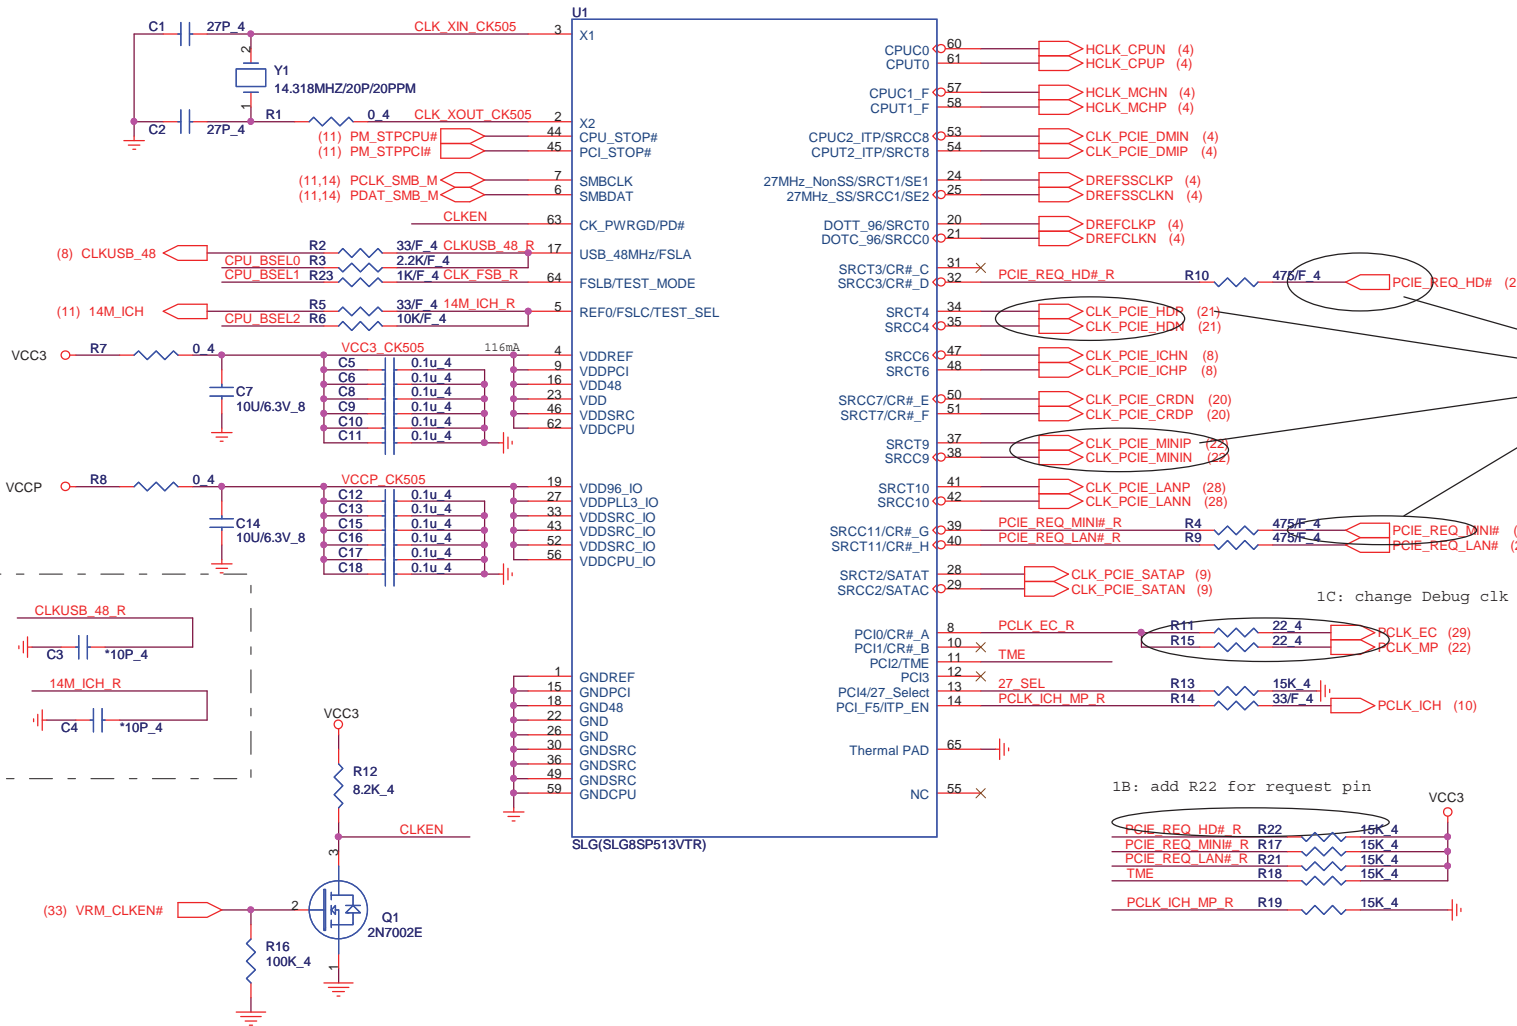 U1
C1 27P_4 CLK_XIN_CK505 3 X1
2
Y1
14.318MHZ/20P/20PPM
1
R1 0_4 CLK_XOUT_CK505 2 X2
C2 27P_4
(11) PM_STPCPU# 44 CPU_STOP#
(11) PM_STPPCI# 45 PCI_STOP#
(11,14) PCLK_SMB_M 7 SMBCLK
(11,14) PDAT_SMB_M 6 SMBDAT
CLKEN 63 CK_PWRGD/PD#
(8) CLKUSB_48 R2 33/F_4 CLKUSB_48_R 17 USB_48MHz/FSLA
CPU_BSEL0 R3 2.2K/F_4
CPU_BSEL1 R23 1K/F_4 CLK_FSB_R 64 FSLB/TEST_MODE
(11) 14M_ICH R5 33/F_4 14M_ICH_R 5 REF0/FSLC/TEST_SEL
CPU_BSEL2 R6 10K/F_4
VCC3 R7 0_4 VCC3_CK505 116mA 4 VDDREF
C5 0.1u_4 9 VDDPCI
C6 0.1u_4 16 VDD48
C8 0.1u_4 23 VDD
C9 0.1u_4 46 VDDSRC
C10 0.1u_4 62 VDDCPU
C11 0.1u_4
C7
10U/6.3V_8
VCCP R8 0_4 VCCP_CK505 19 VDD96_IO
C12 0.1u_4 27 VDDPLL3_IO
C13 0.1u_4 33 VDDSRC_IO
C15 0.1u_4 43 VDDSRC_IO
C16 0.1u_4 52 VDDSRC_IO
C17 0.1u_4 56 VDDCPU_IO
C18 0.1u_4
C14
10U/6.3V_8
CLKUSB_48_R
C3 *10P_4
14M_ICH_R
C4 *10P_4
1 GNDREF
15 GNDPCI
18 GND48
22 GND
26 GND
30 GNDSRC
36 GNDSRC
49 GNDSRC
59 GNDCPU
SLG(SLG8SP513VTR)
VCC3
R12
8.2K_4
CLKEN
3
(33) VRM_CLKEN# 2
Q1
2N7002E
1
R16
100K_4
CPUC0 60 HCLK_CPUN (4)
CPUT0 61 HCLK_CPUP (4)
CPUC1_F 57 HCLK_MCHN (4)
CPUT1_F 58 HCLK_MCHP (4)
CPUC2_ITP/SRCC8 53 CLK_PCIE_DMIN (4)
CPUT2_ITP/SRCT8 54 CLK_PCIE_DMIP (4)
27MHz_NonSS/SRCT1/SE1 24 DREFSSCLKP (4)
27MHz_SS/SRCC1/SE2 25 DREFSSCLKN (4)
DOTT_96/SRCT0 20 DREFCLKP (4)
DOTC_96/SRCC0 21 DREFCLKN (4)
SRCT3/CR#_C 31
SRCC3/CR#_D 32 PCIE_REQ_HD#_R R10 475/F_4 PCIE_REQ_HD# (2
SRCT4 34 CLK_PCIE_HDP (21)
SRCC4 35 CLK_PCIE_HDN (21)
SRCC6 47 CLK_PCIE_ICHN (8)
SRCT6 48 CLK_PCIE_ICHP (8)
SRCC7/CR#_E 50 CLK_PCIE_CRDN (20)
SRCT7/CR#_F 51 CLK_PCIE_CRDP (20)
SRCT9 37 CLK_PCIE_MINIP (22)
SRCC9 38 CLK_PCIE_MININ (22)
SRCT10 41 CLK_PCIE_LANP (28)
SRCC10 42 CLK_PCIE_LANN (28)
SRCC11/CR#_G 39 PCIE_REQ_MINI#_R R4 475/F_4 PCIE_REQ_MINI# (
SRCT11/CR#_H 40 PCIE_REQ_LAN#_R R9 475/F_4 PCIE_REQ_LAN# (2
SRCT2/SATAT 28 CLK_PCIE_SATAP (9)
SRCC2/SATAC 29 CLK_PCIE_SATAN (9)
1C: change Debug clk
PCI0/CR#_A 8 PCLK_EC_R R11 22_4 PCLK_EC (29)
PCI1/CR#_B 10 R15 22_4 PCLK_MP (22)
PCI2/TME 11 TME
PCI3 12
PCI4/27_Select 13 27_SEL R13 15K_4
PCI_F5/ITP_EN 14 PCLK_ICH_MP_R R14 33/F_4 PCLK_ICH (10)
Thermal PAD 65
NC 55
1B: add R22 for request pin
VCC3
PCIE_REQ_HD#_R R22 15K_4
PCIE_REQ_MINI#_R R17 15K_4
PCIE_REQ_LAN#_R R21 15K_4
TME R18 15K_4
PCLK_ICH_MP_R R19 15K_4